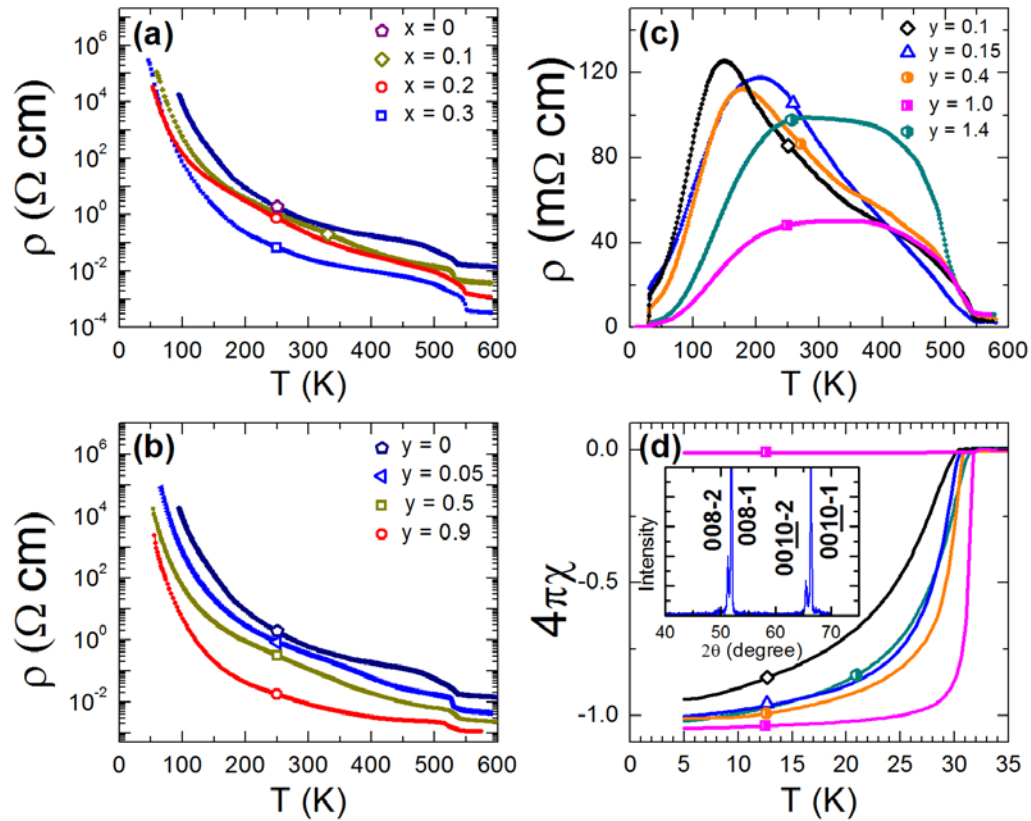 (a)
x = 0
x = 0.1
x = 0.2
x = 0.3
ρ (Ω cm)
10^6
10^4
10^2
10^0
10^-2
10^-4
0 100 200 300 400 500 600
T (K)
(c)
y = 0.1
y = 0.15
y = 0.4
y = 1.0
y = 1.4
ρ (mΩ cm)
120
80
40
0
0 100 200 300 400 500 600
T (K)
(b)
y = 0
y = 0.05
y = 0.5
y = 0.9
ρ (Ω cm)
10^6
10^4
10^2
10^0
10^-2
0 100 200 300 400 500 600
T (K)
(d)
4πχ
0.0
-0.5
-1.0
Intensity
008-2
008-1
0010-2
0010-1
40 50 60 70
2θ (degree)
0 5 10 15 20 25 30 35
T (K)